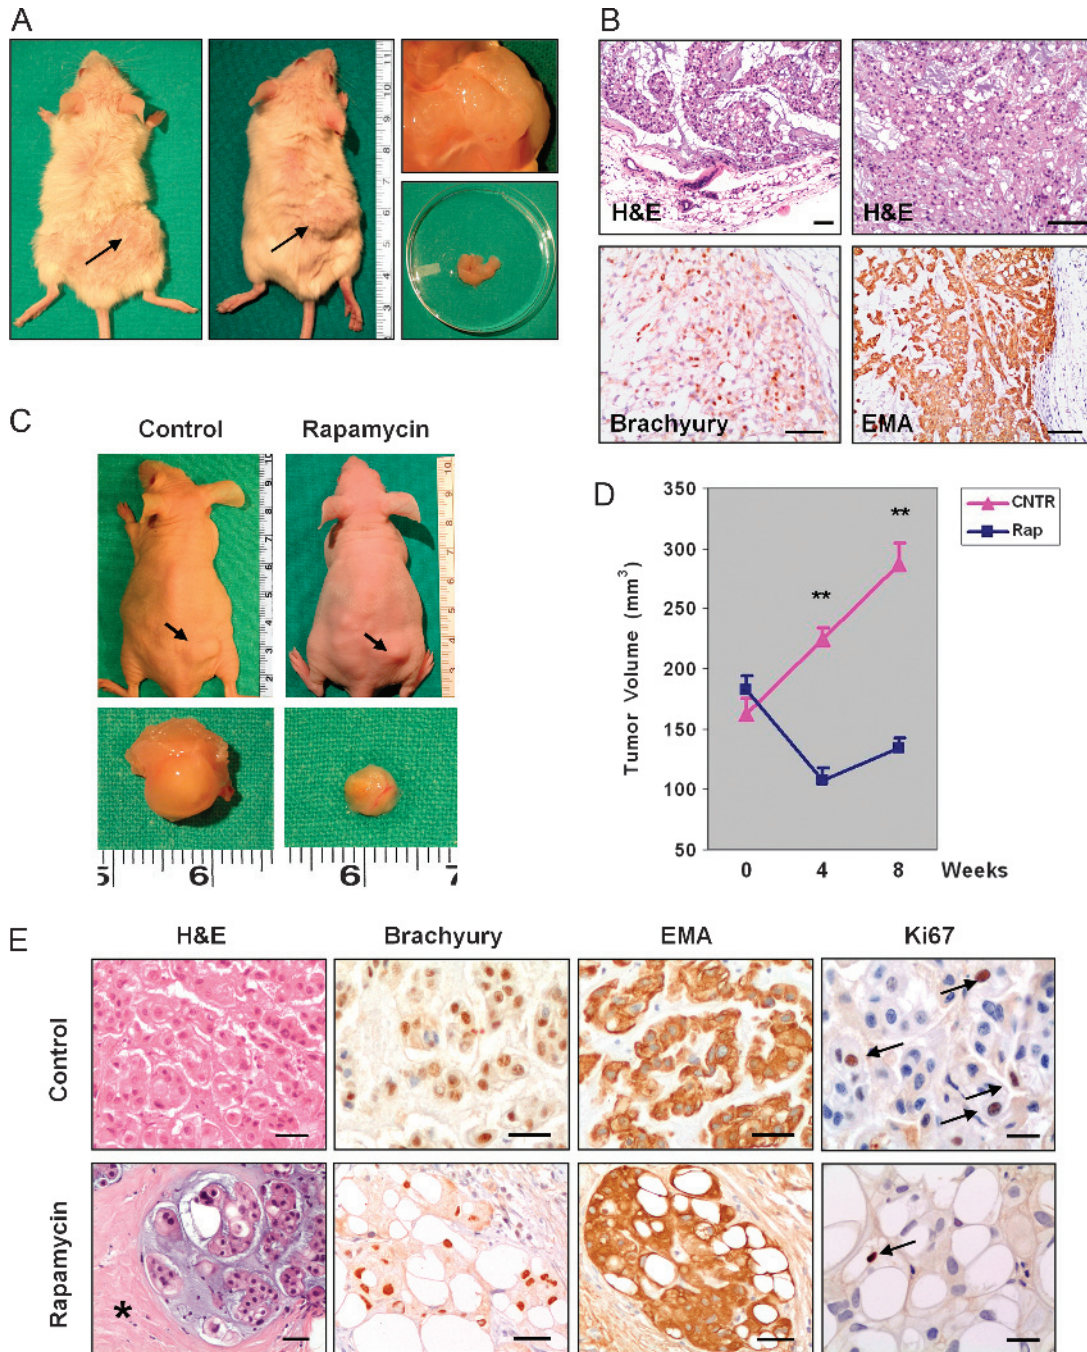 A
B
H&E
H&E
Brachyury
EMA
C
Control
Rapamycin
5 6
6 7
D
350
300
250
200
150
100
50
Tumor Volume (mm³)
**
**
0 4 8 Weeks
CNTR
Rap
E
H&E Brachyury EMA Ki67
Control
Rapamycin
*